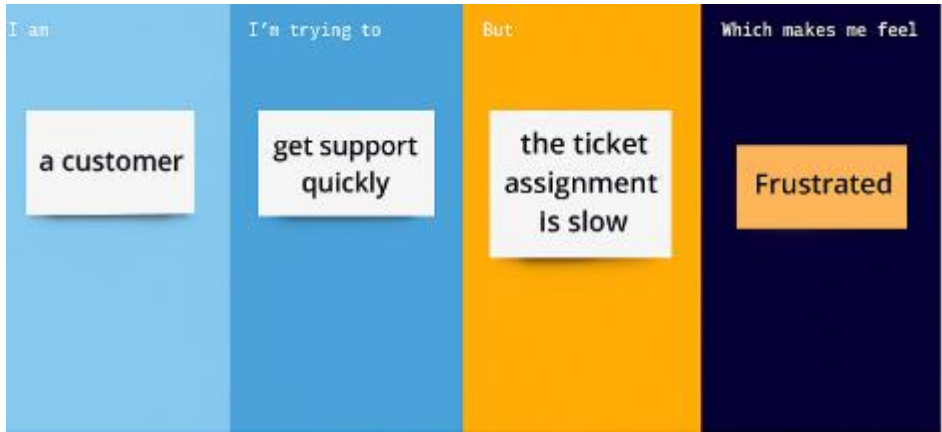 I am
a customer
I'm trying to
get support
quickly
But
the ticket
assignment
is slow
Which makes me feel
Frustrated